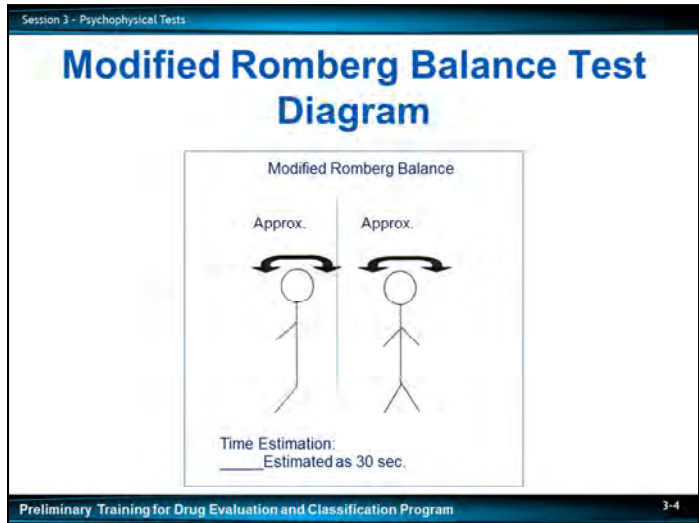 Session 3 - Psychophysical Tests
Modified Romberg Balance Test
Diagram
Modified Romberg Balance
Approx. Approx.
Time Estimation:
_____Estimated as 30 sec.
Preliminary Training for Drug Evaluation and Classification Program 3-4